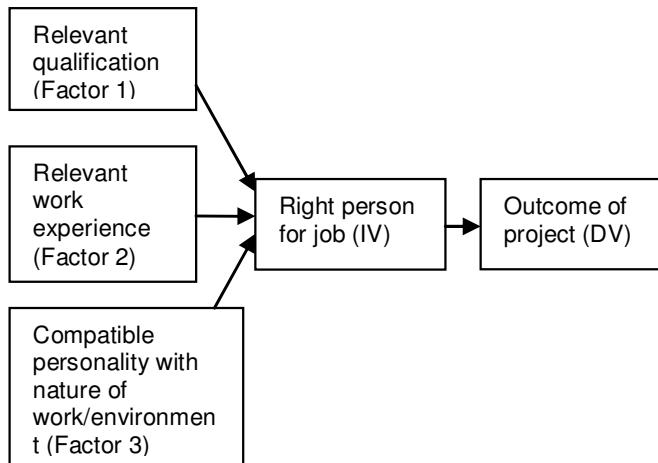 Relevant
qualification
(Factor 1)
Relevant
work
experience
(Factor 2)
Compatible
personality with
nature of
work/environmen
t (Factor 3)
Right person
for job (IV)
Outcome of
project (DV)